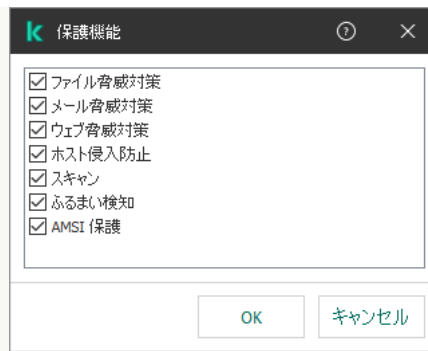 保護機能
ファイル脅威対策
メール脅威対策
ウェブ脅威対策
ホスト侵入防止
スキャン
ふるまい検知
AMSI 保護
OK キャンセル